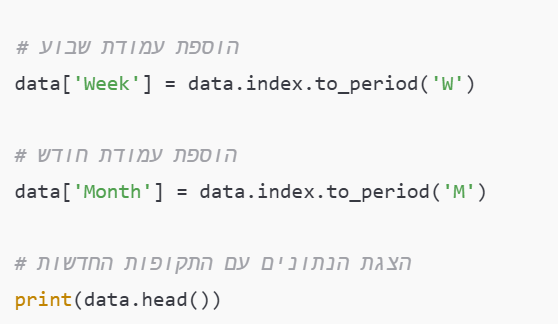 # הוספת עמודת שבוע
data['Week'] = data.index.to_period('W')
# הוספת עמודת חודש
data['Month'] = data.index.to_period('M')
# הצגת הנתונים עם התקופות החדשות
print(data.head())